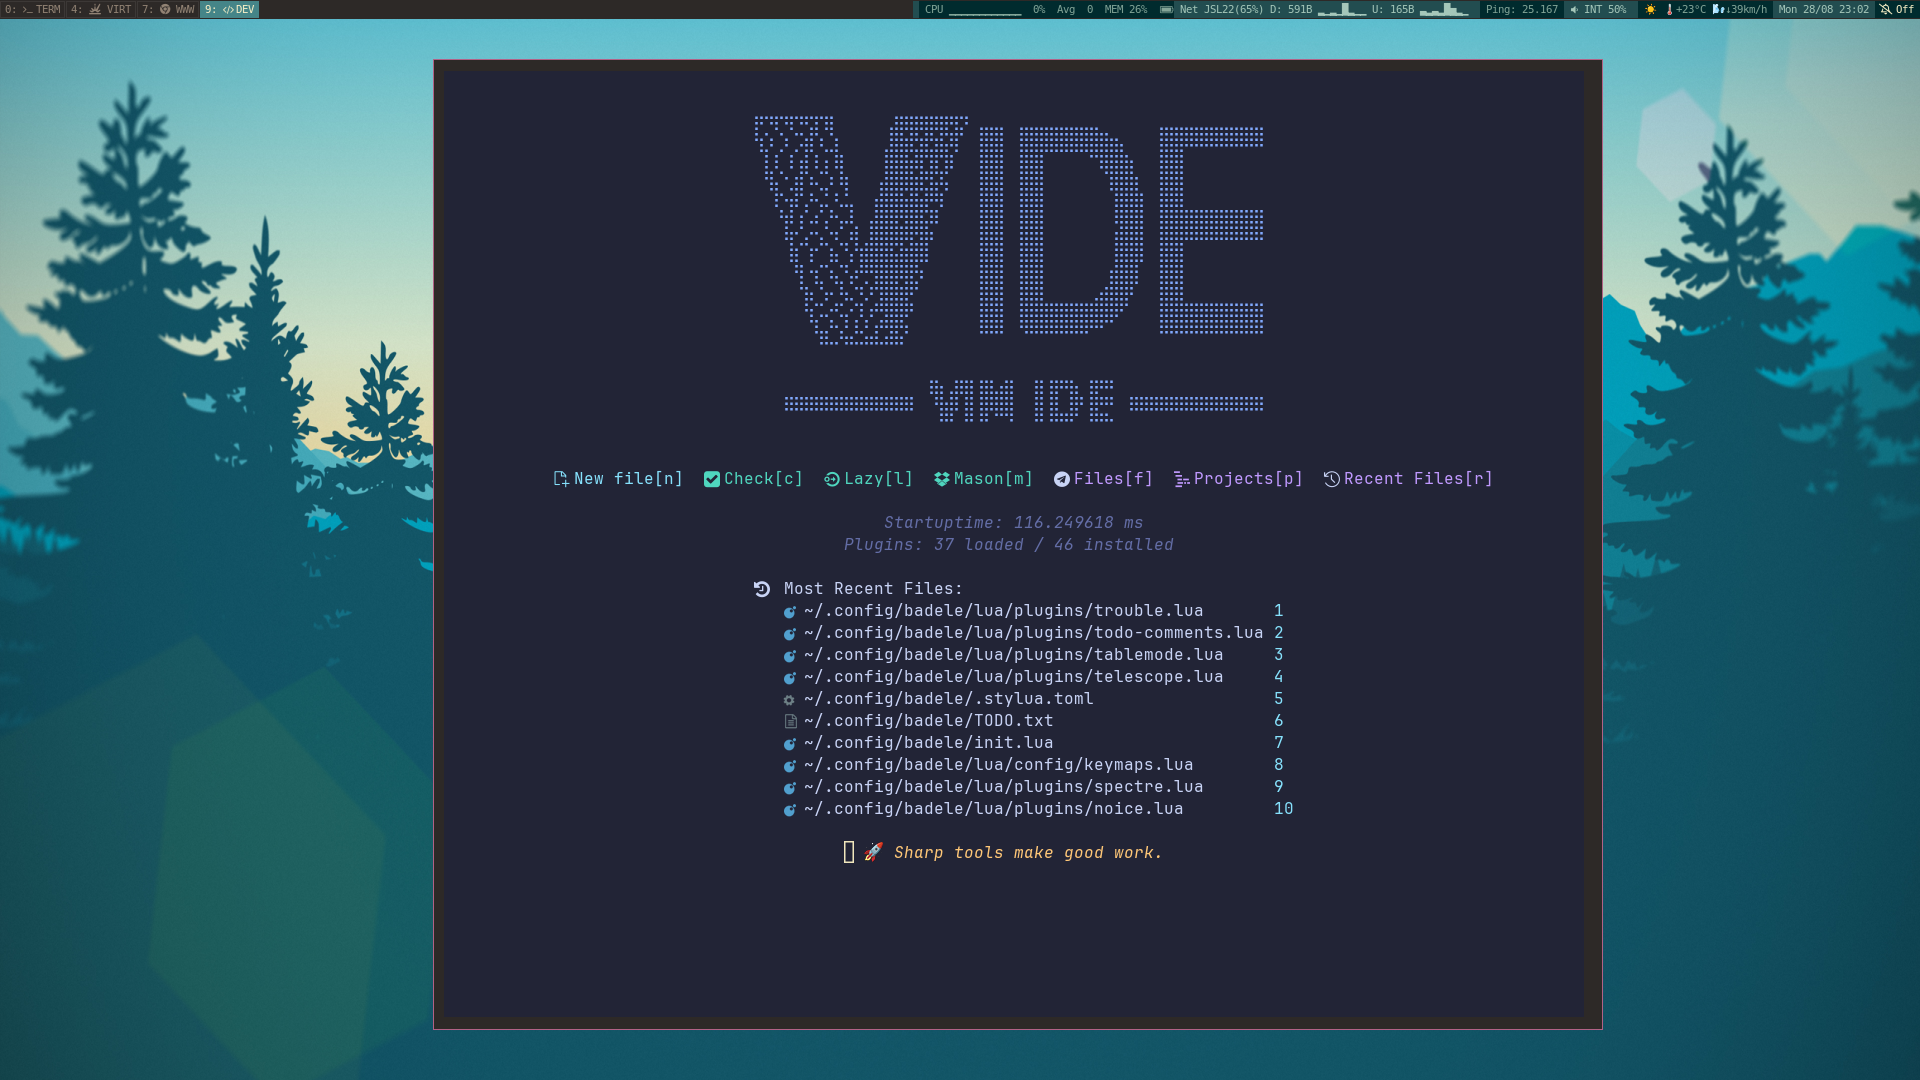 0: TERM 4: VIRT 7: WWW 9: DEV
CPU 0% Avg 0 MEM 26% Net JSL22(65%) D: 591B U: 165B Ping: 25.167 INT 50% +23°C ↓39km/h Mon 28/08 23:02 Off
VIDE
VIM IDE
New file[n] Check[c] Lazy[l] Mason[m] Files[f] Projects[p] Recent Files[r]
Startuptime: 116.249618 ms
Plugins: 37 loaded / 46 installed
Most Recent Files:
~/.config/badele/lua/plugins/trouble.lua 1
~/.config/badele/lua/plugins/todo-comments.lua 2
~/.config/badele/lua/plugins/tablemode.lua 3
~/.config/badele/lua/plugins/telescope.lua 4
~/.config/badele/.stylua.toml 5
~/.config/badele/TODO.txt 6
~/.config/badele/init.lua 7
~/.config/badele/lua/config/keymaps.lua 8
~/.config/badele/lua/plugins/spectre.lua 9
~/.config/badele/lua/plugins/noice.lua 10
🚀 Sharp tools make good work.